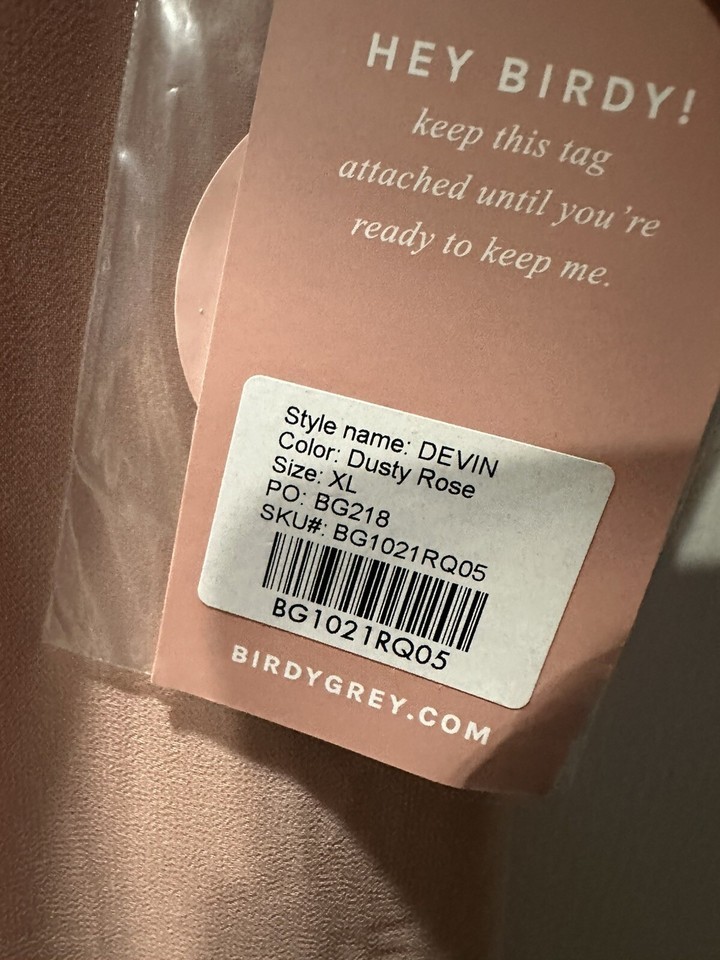 HEY BIRDY!
keep this tag
attached until you're
ready to keep me.
Style name: DEVIN
Color: Dusty Rose
Size: XL
PO: BG218
SKU#: BG1021RQ05
BG1021RQ05
BIRDYGREY.COM